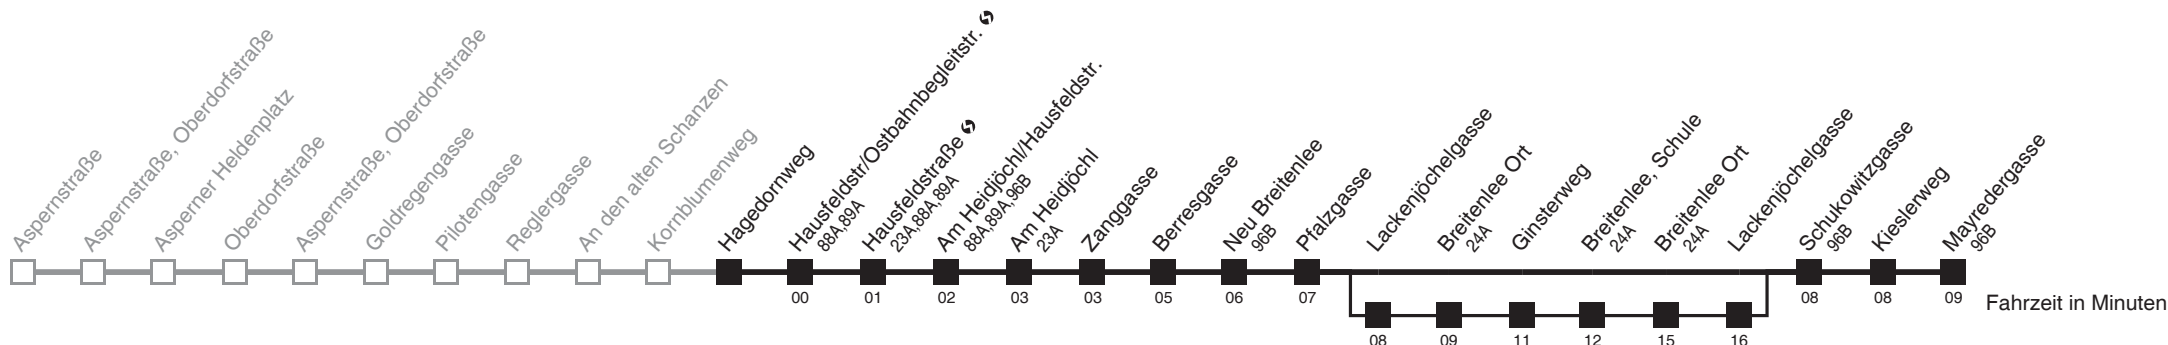 Aspernstraße
Aspernstraße, Oberdorfstraße
Asperner Heldenplatz
Oberdorfstraße
Aspernstraße, Oberdorfstraße
Goldregengasse
Pilotengasse
Reglergasse
An den alten Schanzen
Kornblumenweg
Hagedornweg
Hausfeldstr/Ostbahnbegleitstr.
88A,89A
Hausfeldstraße
23A,88A,89A
Am Heidjöchl/Hausfeldstr.
88A,89A,96B
Am Heidjöchl
23A
Zanggasse
Berresgasse
Neu Breitenlee
96B
Pfalzgasse
Lackenjöchelgasse
Breitenlee Ort
24A
Ginsterweg
Breitenlee, Schule
24A
Breitenlee Ort
24A
Lackenjöchelgasse
Schukowitzgasse
96B
Kieslerweg
Mayredergasse
96B
00 01 02 03 03 05 06 07 08 08 09
Fahrzeit in Minuten
08 09 11 12 15 16